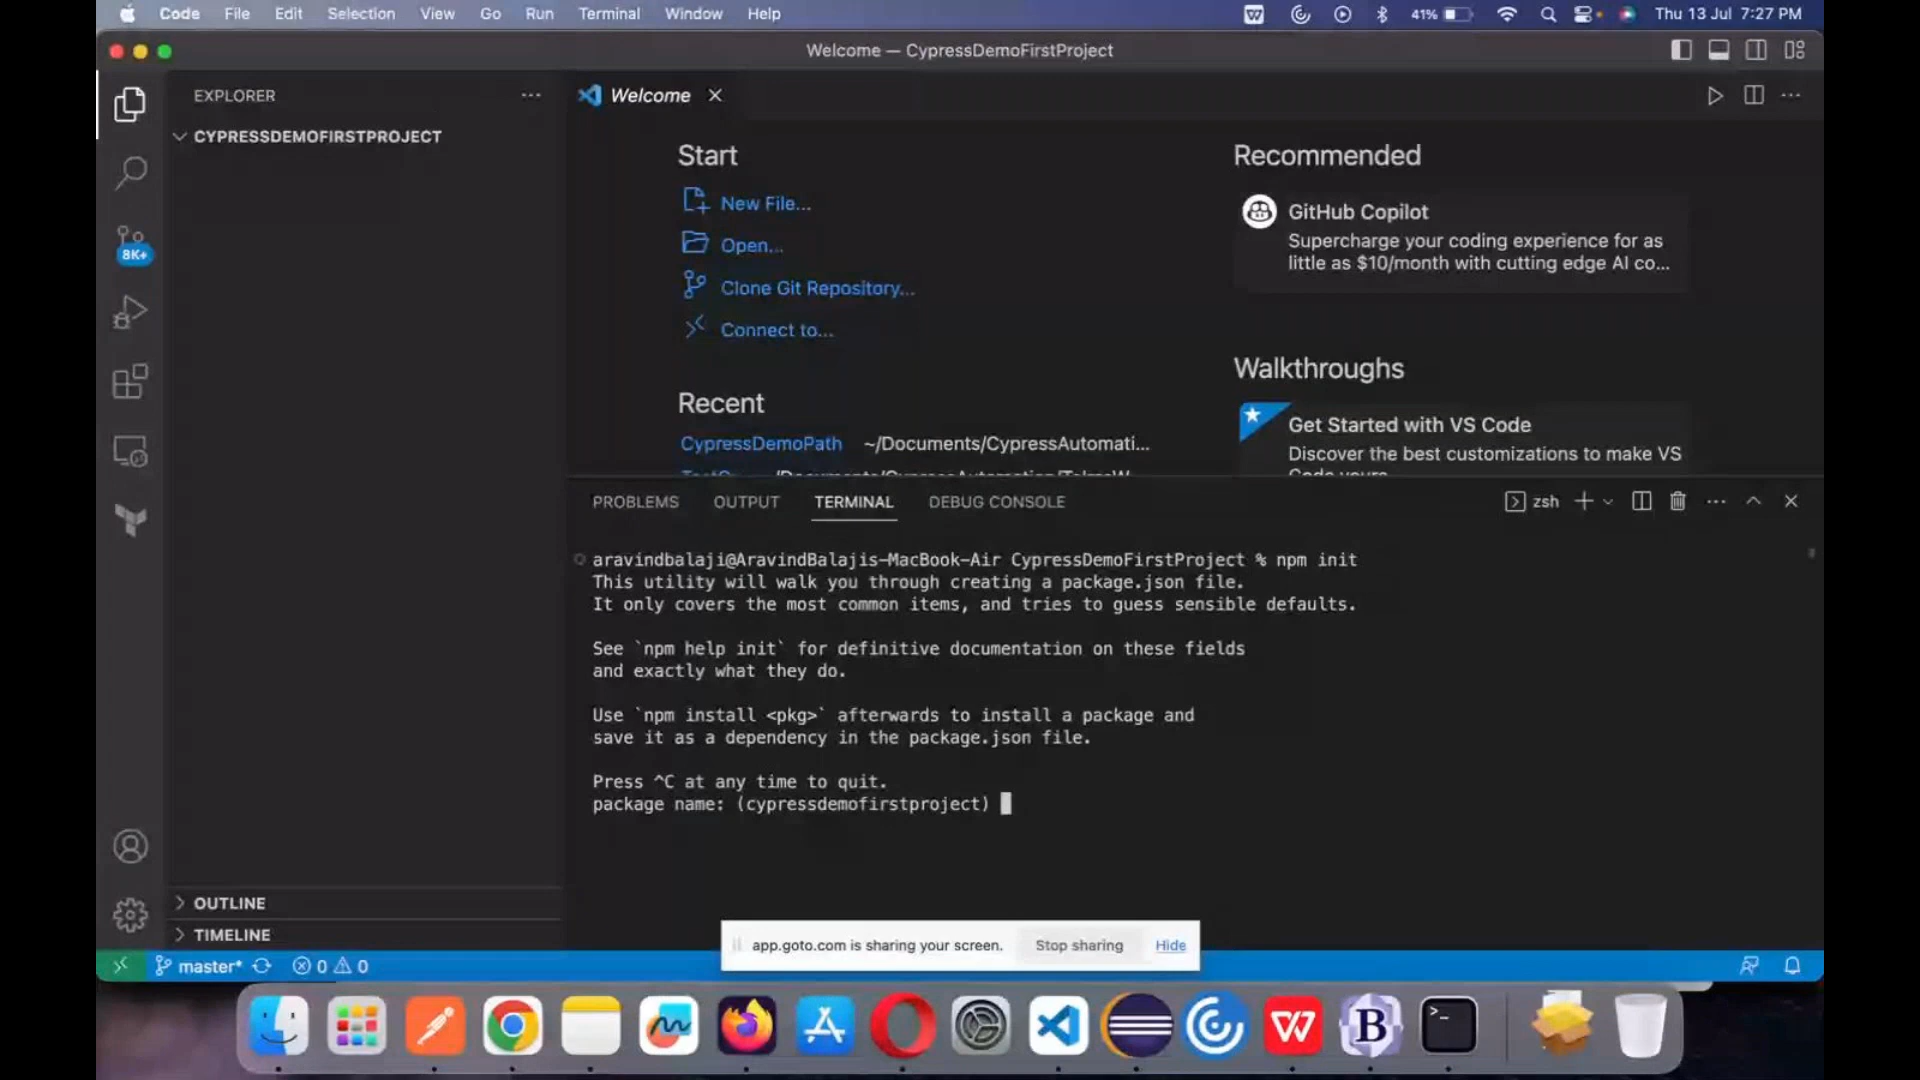 Code File Edit Selection View Go Run Terminal Window Help 41% Thu 13 Jul 7:27 PM
Welcome — CypressDemoFirstProject
EXPLORER
Welcome
CYPRESSDEMOFIRSTPROJECT
8K+
Start
New File...
Open...
Clone Git Repository...
Connect to...
Recent
CypressDemoPath ~/Documents/CypressAutomati...
Recommended
GitHub Copilot
Supercharge your coding experience for as
little as $10/month with cutting edge AI co...
Walkthroughs
Get Started with VS Code
Discover the best customizations to make VS
Code yours
PROBLEMS OUTPUT TERMINAL DEBUG CONSOLE zsh
aravindbalaji@AravindBalajis-MacBook-Air CypressDemoFirstProject % npm init
This utility will walk you through creating a package.json file.
It only covers the most common items, and tries to guess sensible defaults.
See `npm help init` for definitive documentation on these fields
and exactly what they do.
Use `npm install <pkg>` afterwards to install a package and
save it as a dependency in the package.json file.
Press ^C at any time to quit.
package name: (cypressdemofirstproject)
OUTLINE
TIMELINE
master* 0 0
app.goto.com is sharing your screen. Stop sharing Hide
W
B
>_